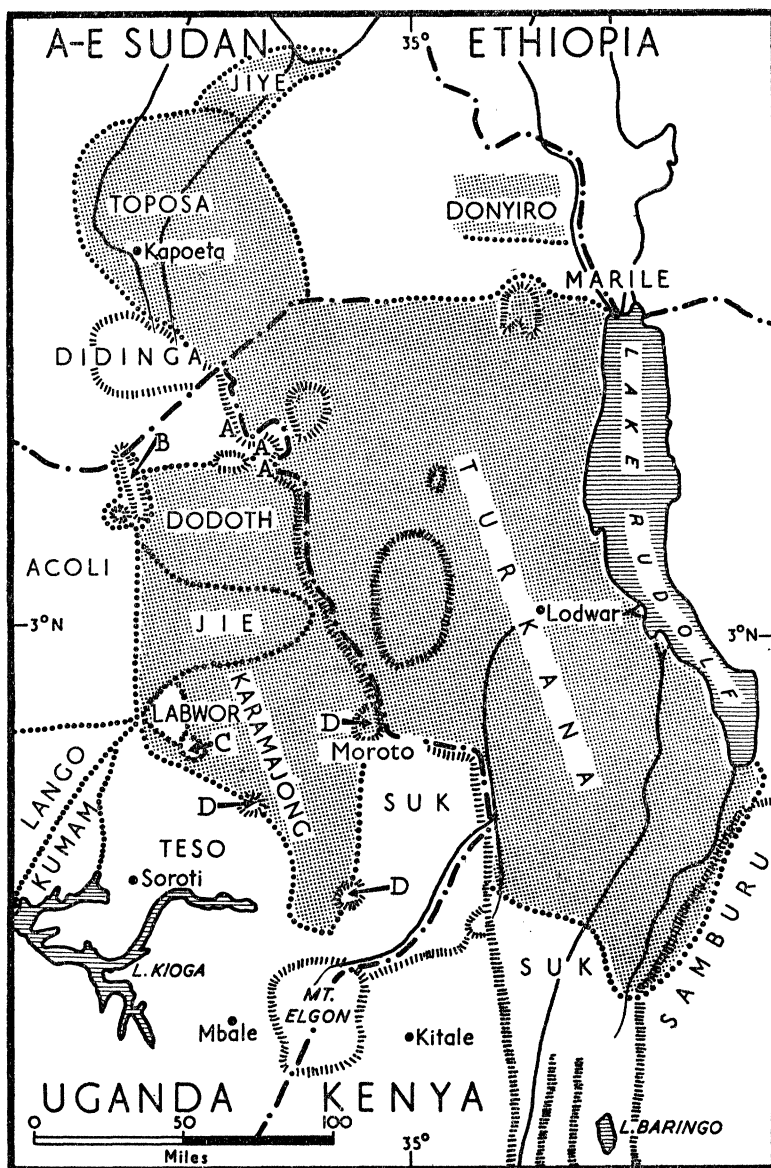 A-E SUDAN
35°
ETHIOPIA
JIYE
TOPOSA
DONYIRO
Kapoeta
MARILE
DIDINGA
LAKE RUDOLF
A
A
B
A
TURKANA
DODOTH
ACOLI
3°N
JIE
Lodwar
3°N
KARAMAJONG
LABWOR
D
C
Moroto
LANGO
SUK
D
KUMAM
TESO
Soroti
D
SAMBURU
L. KIOGA
SUK
MT. ELGON
Mbale
Kitale
UGANDA
KENYA
0
50
100
35°
L. BARINGO
Miles